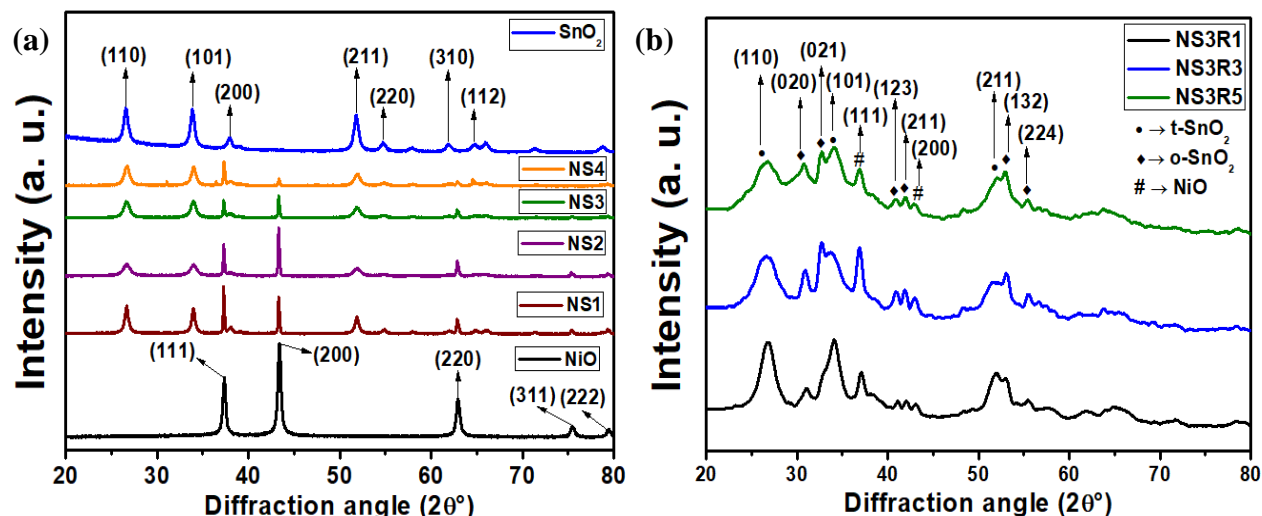 (a)
SnO₂
(110)
(101)
(200)
(211)
(220)
(310)
(112)
NS4
NS3
NS2
NS1
NiO
(111)
(200)
(220)
(311)
(222)
Intensity (a. u.)
20 30 40 50 60 70 80
Diffraction angle (2θ°)
(b)
NS3R1
NS3R3
NS3R5
• → t-SnO₂
♦ → o-SnO₂
# → NiO
(110)
(020)
(021)
(101)
(111)
(123)
(211)
(200)
(211)
(132)
(224)
#
#
Intensity (a. u.)
20 30 40 50 60 70 80
Diffraction angle (2θ°)